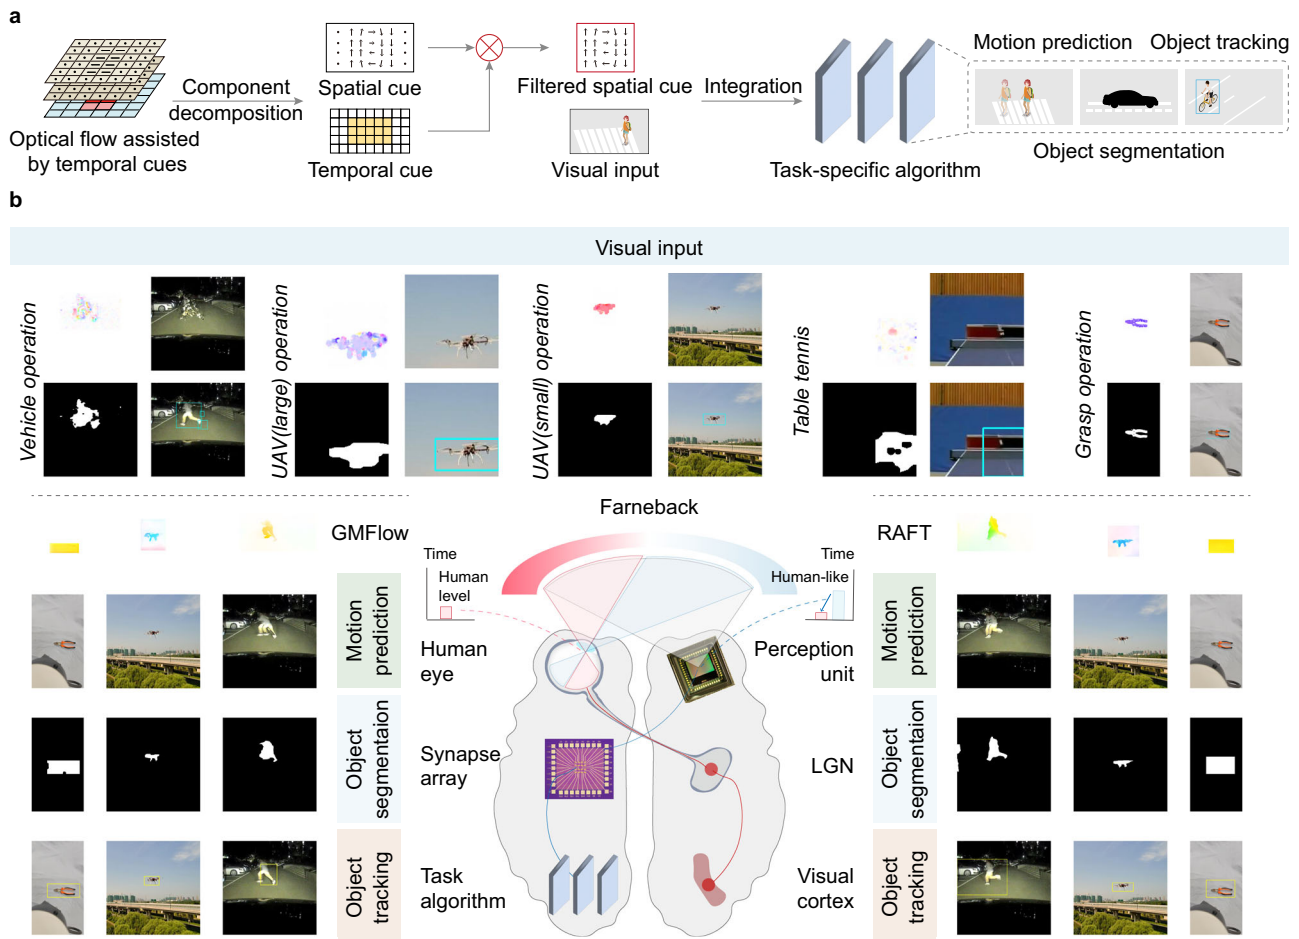 a
Motion prediction Object tracking
Component
decomposition
Spatial cue
Filtered spatial cue
Integration
Optical flow assisted
by temporal cues
Temporal cue
Visual input
Task-specific algorithm
Object segmentation
b
Visual input
Vehicle operation
UAV(large) operation
UAV(small) operation
Table tennis
Grasp operation
Farneback
GMFlow
RAFT
Time
Human
level
Time
Human-like
Motion
prediction
Human
eye
Perception
unit
Motion
prediction
Object
segmentaion
Synapse
array
LGN
Object
segmentaion
Object
tracking
Task
algorithm
Visual
cortex
Object
tracking